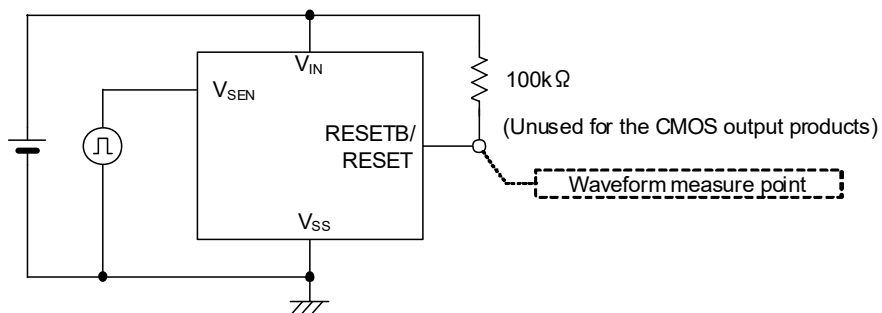 V_IN
V_SEN
100kΩ
(Unused for the CMOS output products)
RESETB/
RESET
Waveform measure point
V_SS